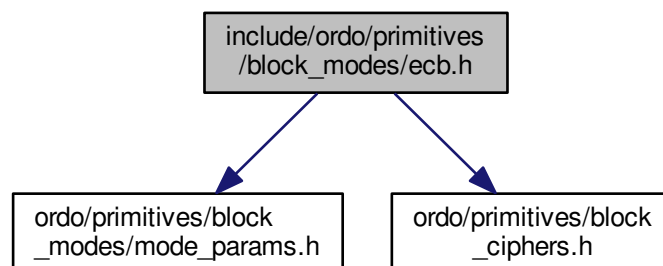 include/ordo/primitives
/block_modes/ecb.h
ordo/primitives/block
_modes/mode_params.h
ordo/primitives/block
_ciphers.h